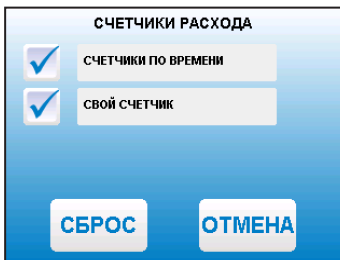 СЧЕТЧИКИ РАСХОДА
СЧЕТЧИКИ ПО ВРЕМЕНИ
СВОЙ СЧЕТЧИК
СБРОС ОТМЕНА